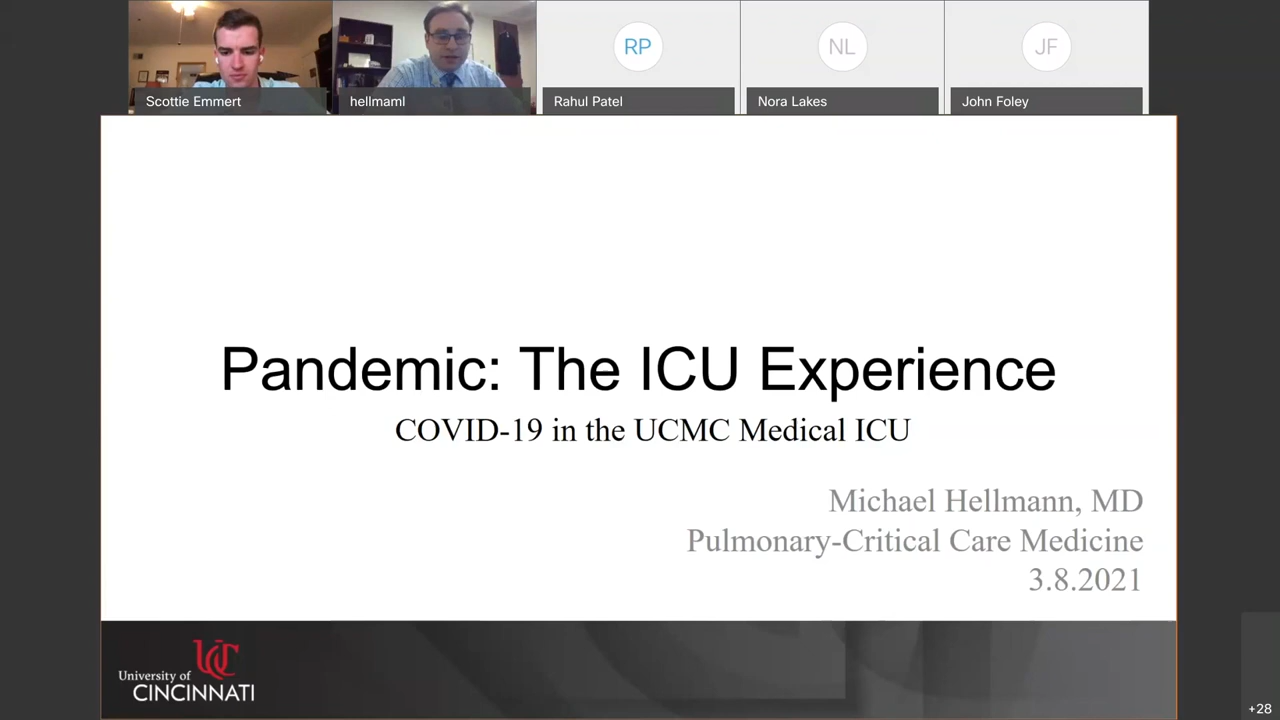 Scottie Emmert
hellmaml
RP
Rahul Patel
NL
Nora Lakes
JF
John Foley
Pandemic: The ICU Experience
COVID-19 in the UCMC Medical ICU
Michael Hellmann, MD
Pulmonary-Critical Care Medicine
3.8.2021
UC
University of
CINCINNATI
+28